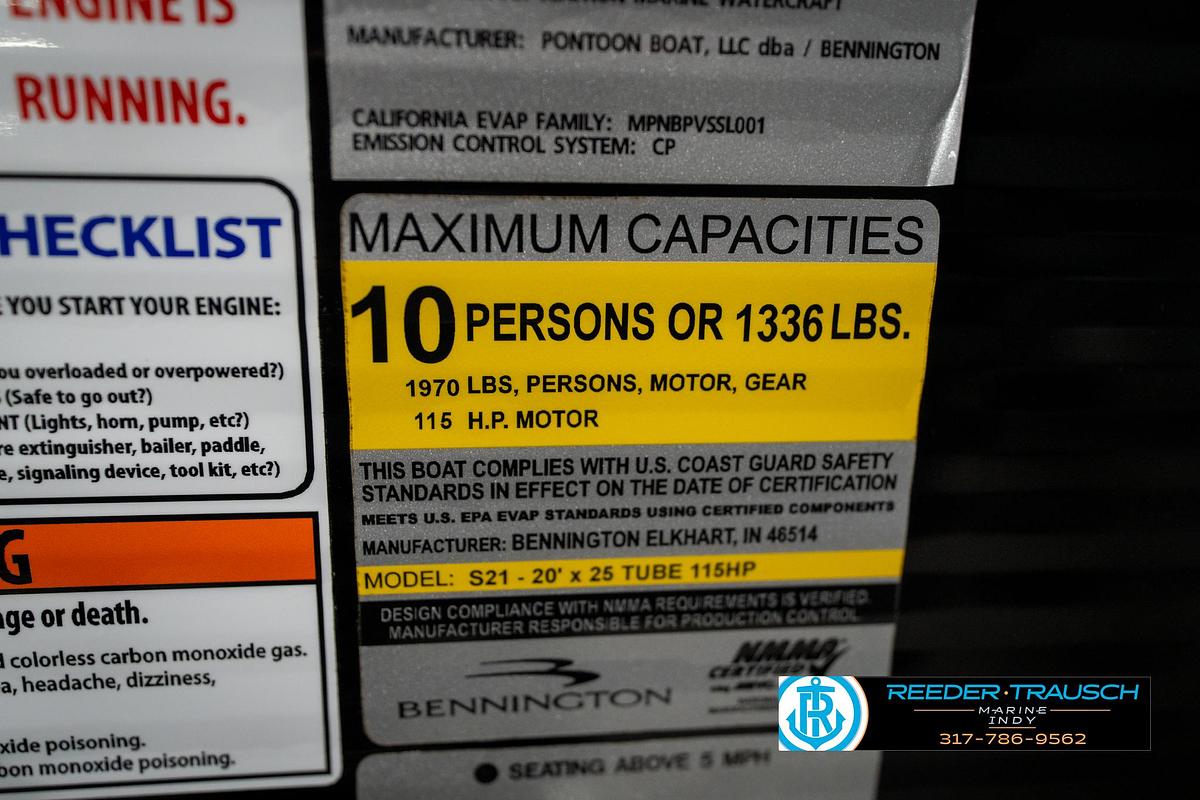 ENGINE IS
RUNNING.
HECKLIST
YOU START YOUR ENGINE:
ou overloaded or overpowered?)
(Safe to go out?)
NT (Lights, horn, pump, etc?)
re extinguisher, bailer, paddle,
e, signaling device, tool kit, etc?)
G
age or death.
d colorless carbon monoxide gas.
a, headache, dizziness,
xide poisoning.
bon monoxide poisoning.
MARINE WATERCRAFT
MANUFACTURER: PONTOON BOAT, LLC dba / BENNINGTON
CALIFORNIA EVAP FAMILY: MPNBPVSSL001
EMISSION CONTROL SYSTEM: CP
MAXIMUM CAPACITIES
10 PERSONS OR 1336 LBS.
1970 LBS, PERSONS, MOTOR, GEAR
115 H.P. MOTOR
THIS BOAT COMPLIES WITH U.S. COAST GUARD SAFETY
STANDARDS IN EFFECT ON THE DATE OF CERTIFICATION
MEETS U.S. EPA EVAP STANDARDS USING CERTIFIED COMPONENTS
MANUFACTURER: BENNINGTON ELKHART, IN 46514
MODEL: S21 - 20' x 25 TUBE 115HP
DESIGN COMPLIANCE WITH NMMA REQUIREMENTS IS VERIFIED.
MANUFACTURER RESPONSIBLE FOR PRODUCTION CONTROL.
BENNINGTON
NMMA
CERTIFIED
SEATING ABOVE 5 MPH
REEDER·TRAUSCH
MARINE
INDY
317-786-9562